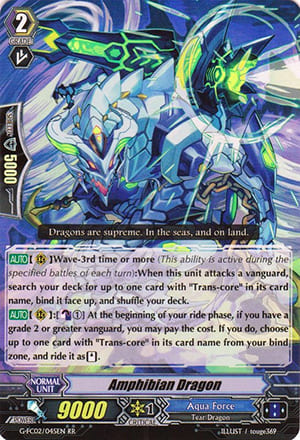 2
GRADE
SHIELD
5000
Dragons are supreme. In the seas, and on land.
AUTO : 》Wave-3rd time or more (This ability is active during the
specified battles of each turn):When this unit attacks a vanguard,
search your deck for up to one card with "Trans-core" in its card
name, bind it face up, and shuffle your deck.
AUTO : [ (1)] At the beginning of your ride phase, if you have a
grade 2 or greater vanguard, you may pay the cost. If you do, choose
up to one card with "Trans-core" in its card name from your bind
zone, and ride it as [ ].
NORMAL
UNIT
Amphibian Dragon
POWER
9000
1
CRITICAL
Aqua Force
Tear Dragon
G-FC02/045EN RR
ILLUST / touge369